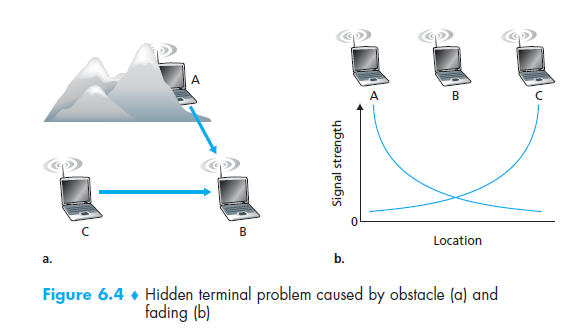 A
C
B
a.
A
B
C
Signal strength
0
Location
b.
Figure 6.4 ♦ Hidden terminal problem caused by obstacle (a) and
fading (b)